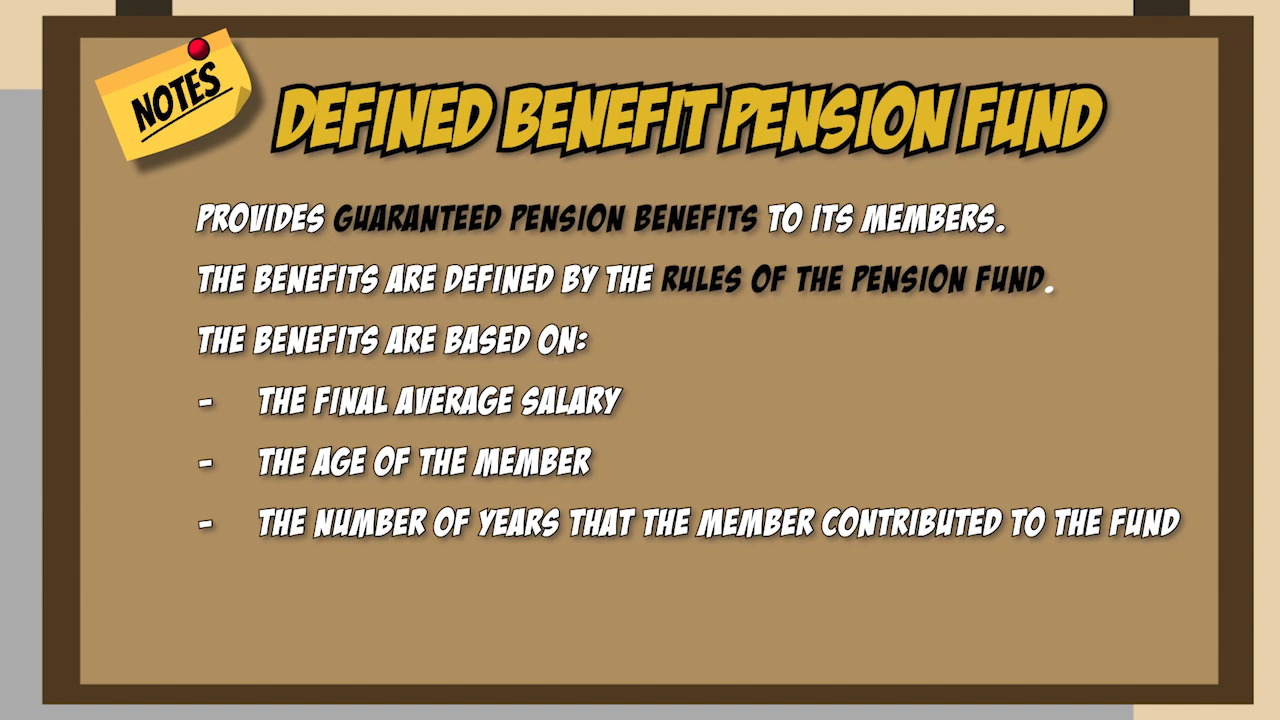 NOTES
DEFINED BENEFIT PENSION FUND
PROVIDES GUARANTEED PENSION BENEFITS TO ITS MEMBERS.
THE BENEFITS ARE DEFINED BY THE RULES OF THE PENSION FUND.
THE BENEFITS ARE BASED ON:
- THE FINAL AVERAGE SALARY
- THE AGE OF THE MEMBER
- THE NUMBER OF YEARS THAT THE MEMBER CONTRIBUTED TO THE FUND